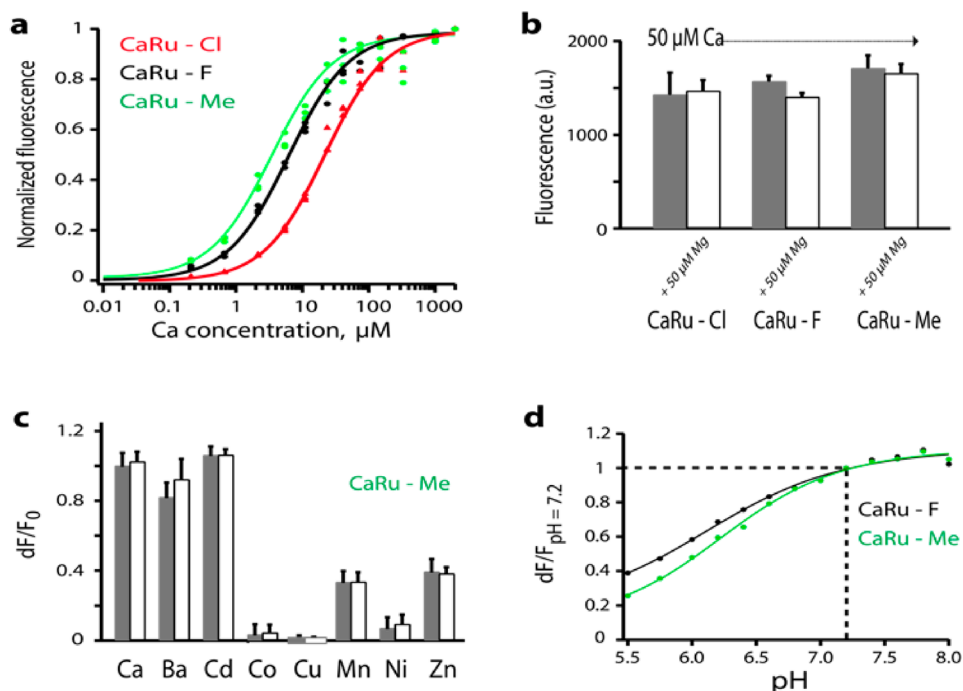 a
CaRu - Cl
CaRu - F
CaRu - Me
Normalized fluorescence
1
0.8
0.6
0.4
0.2
0
0.01 0.1 1 10 100 1000
Ca concentration, μM
b
50 μM Ca
Fluorescence (a.u.)
2000
1000
0
+ 50 μM Mg + 50 μM Mg + 50 μM Mg
CaRu - Cl CaRu - F CaRu - Me
c
CaRu - Me
dF/F0
1.2
0.8
0.4
0
Ca Ba Cd Co Cu Mn Ni Zn
d
CaRu - F
CaRu - Me
dF/FpH = 7.2
1.2
1
0.8
0.6
0.4
0.2
0
5.5 6.0 6.5 7.0 7.5 8.0
pH